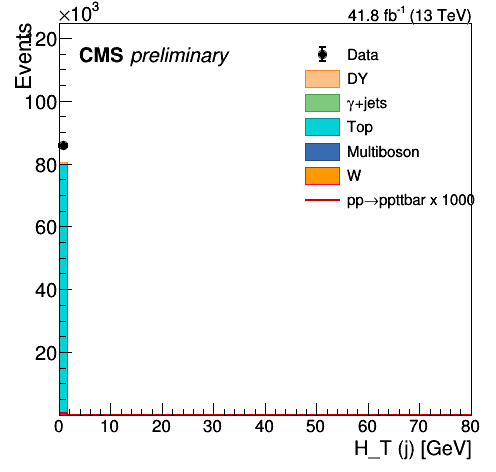 ×10³
41.8 fb⁻¹ (13 TeV)
Events
CMS preliminary
Data
DY
γ+jets
Top
Multiboson
W
pp→ppttbar x 1000
120
100
80
60
40
20
0 10 20 30 40 50 60 70 80
H_T (j) [GeV]